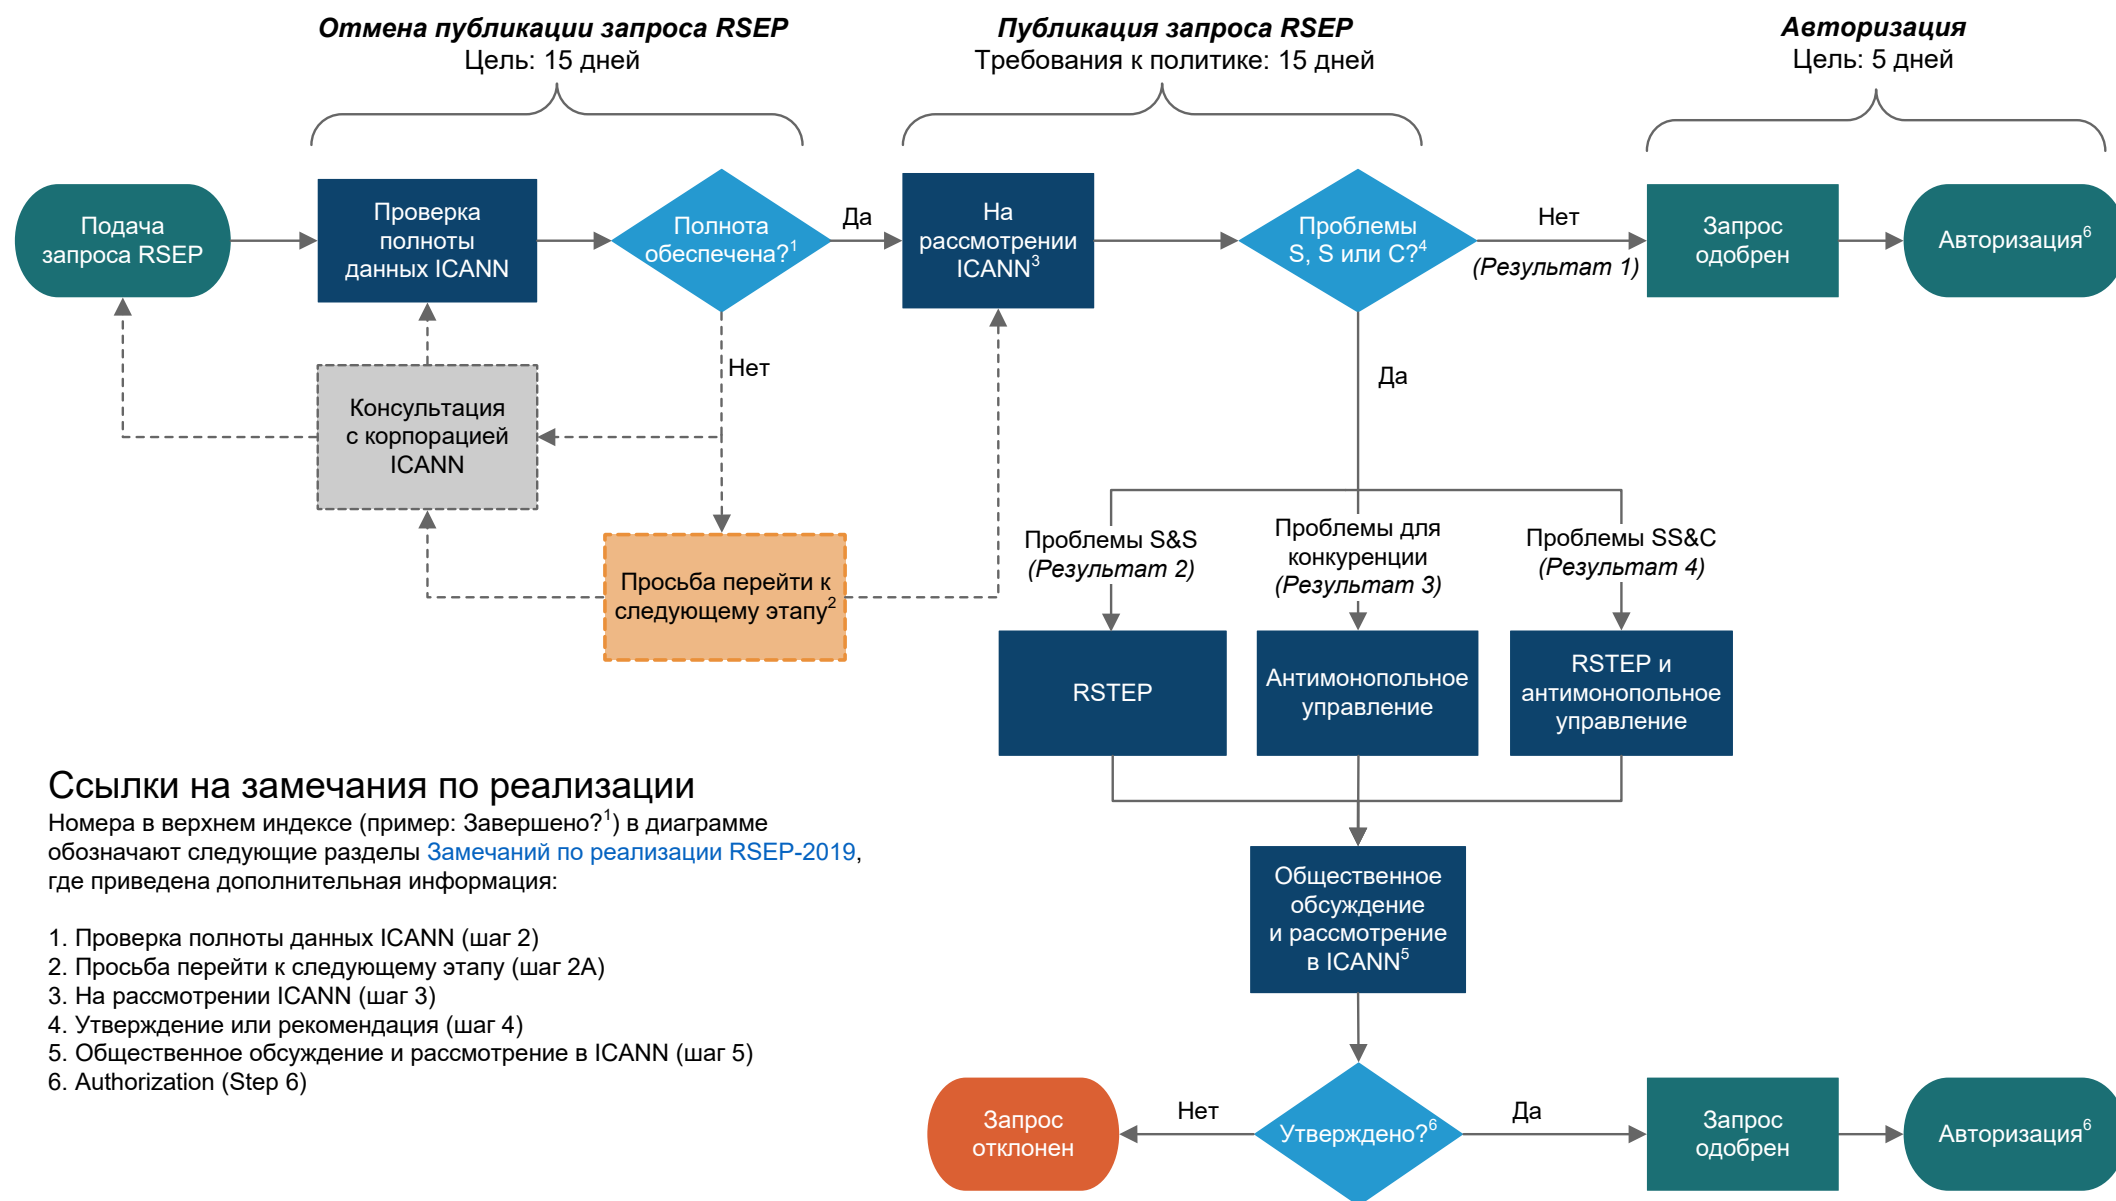 Отмена публикации запроса RSEP
Цель: 15 дней
Публикация запроса RSEP
Требования к политике: 15 дней
Авторизация
Цель: 5 дней
Подача
запроса RSEP
Проверка
полноты
данных ICANN
Полнота
обеспечена?1
Да
На
рассмотрении
ICANN3
Проблемы
S, S или C?4
Нет
(Результат 1)
Запрос
одобрен
Авторизация6
Нет
Да
Консультация
с корпорацией
ICANN
Просьба перейти к
следующему этапу2
Проблемы S&S
(Результат 2)
Проблемы для
конкуренции
(Результат 3)
Проблемы SS&C
(Результат 4)
RSTEP
Антимонопольное
управление
RSTEP и
антимонопольное
управление
Ссылки на замечания по реализации
Номера в верхнем индексе (пример: Завершено?1) в диаграмме
обозначают следующие разделы Замечаний по реализации RSEP-2019,
где приведена дополнительная информация:
1. Проверка полноты данных ICANN (шаг 2)
2. Просьба перейти к следующему этапу (шаг 2A)
3. На рассмотрении ICANN (шаг 3)
4. Утверждение или рекомендация (шаг 4)
5. Общественное обсуждение и рассмотрение в ICANN (шаг 5)
6. Authorization (Step 6)
Общественное
обсуждение
и рассмотрение
в ICANN5
Запрос
отклонен
Нет
Утверждено?6
Да
Запрос
одобрен
Авторизация6